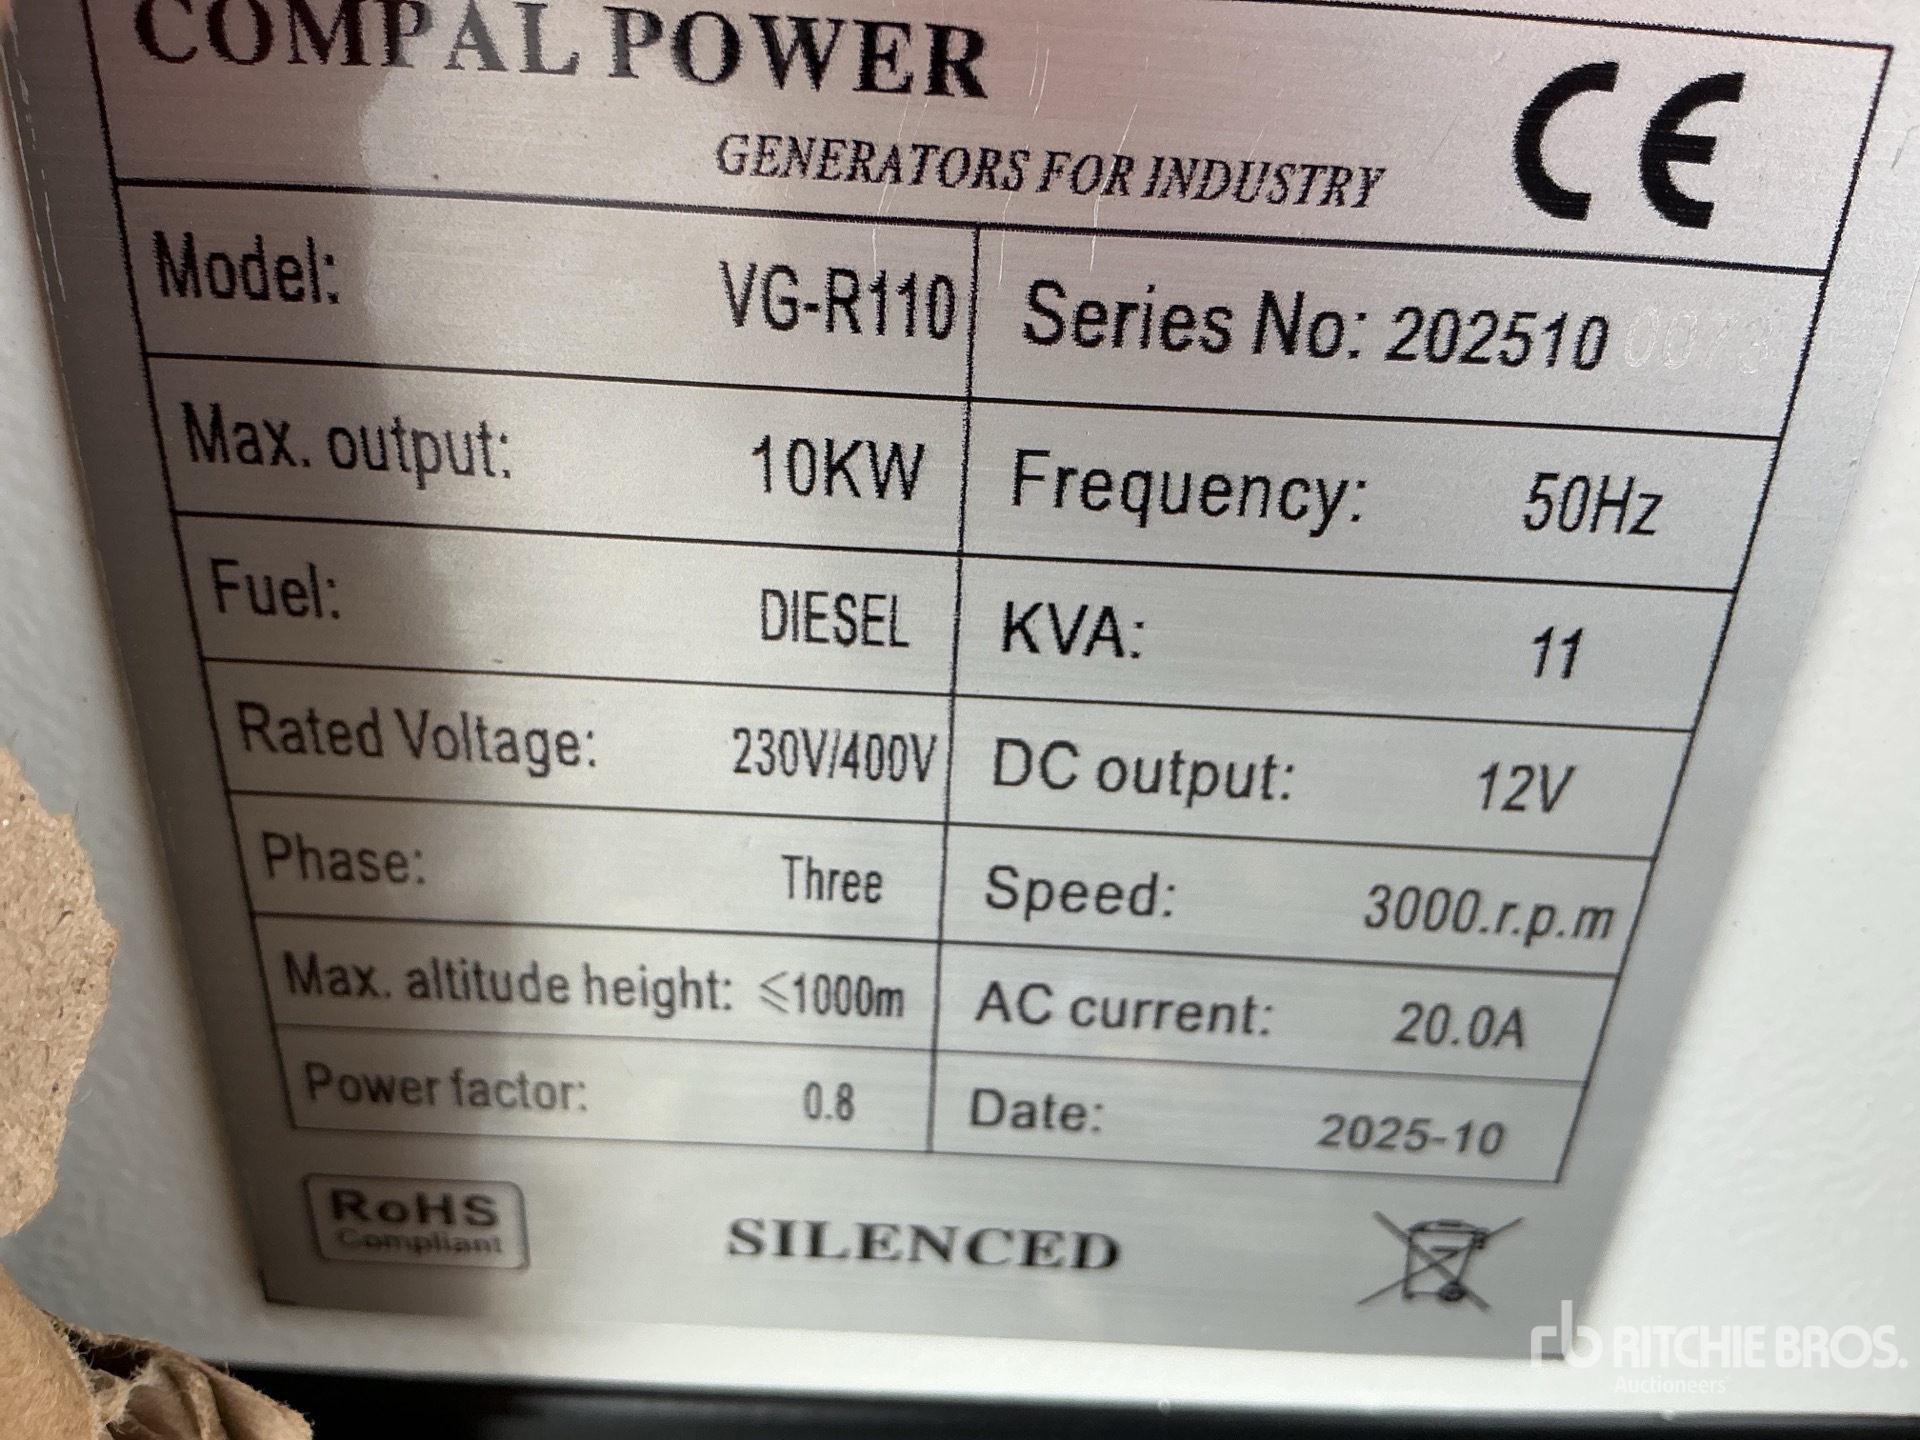 COMPAL POWER
GENERATORS FOR INDUSTRY
CE
Model: VG-R110 Series No: 202510 0073
Max. output: 10KW Frequency: 50Hz
Fuel: DIESEL KVA: 11
Rated Voltage: 230V/400V DC output: 12V
Phase: Three Speed: 3000.r.p.m
Max. altitude height: ≤1000m AC current: 20.0A
Power factor: 0.8 Date: 2025-10
RoHS
Compliant
SILENCED
rb RITCHIE BROS.
Auctioneers